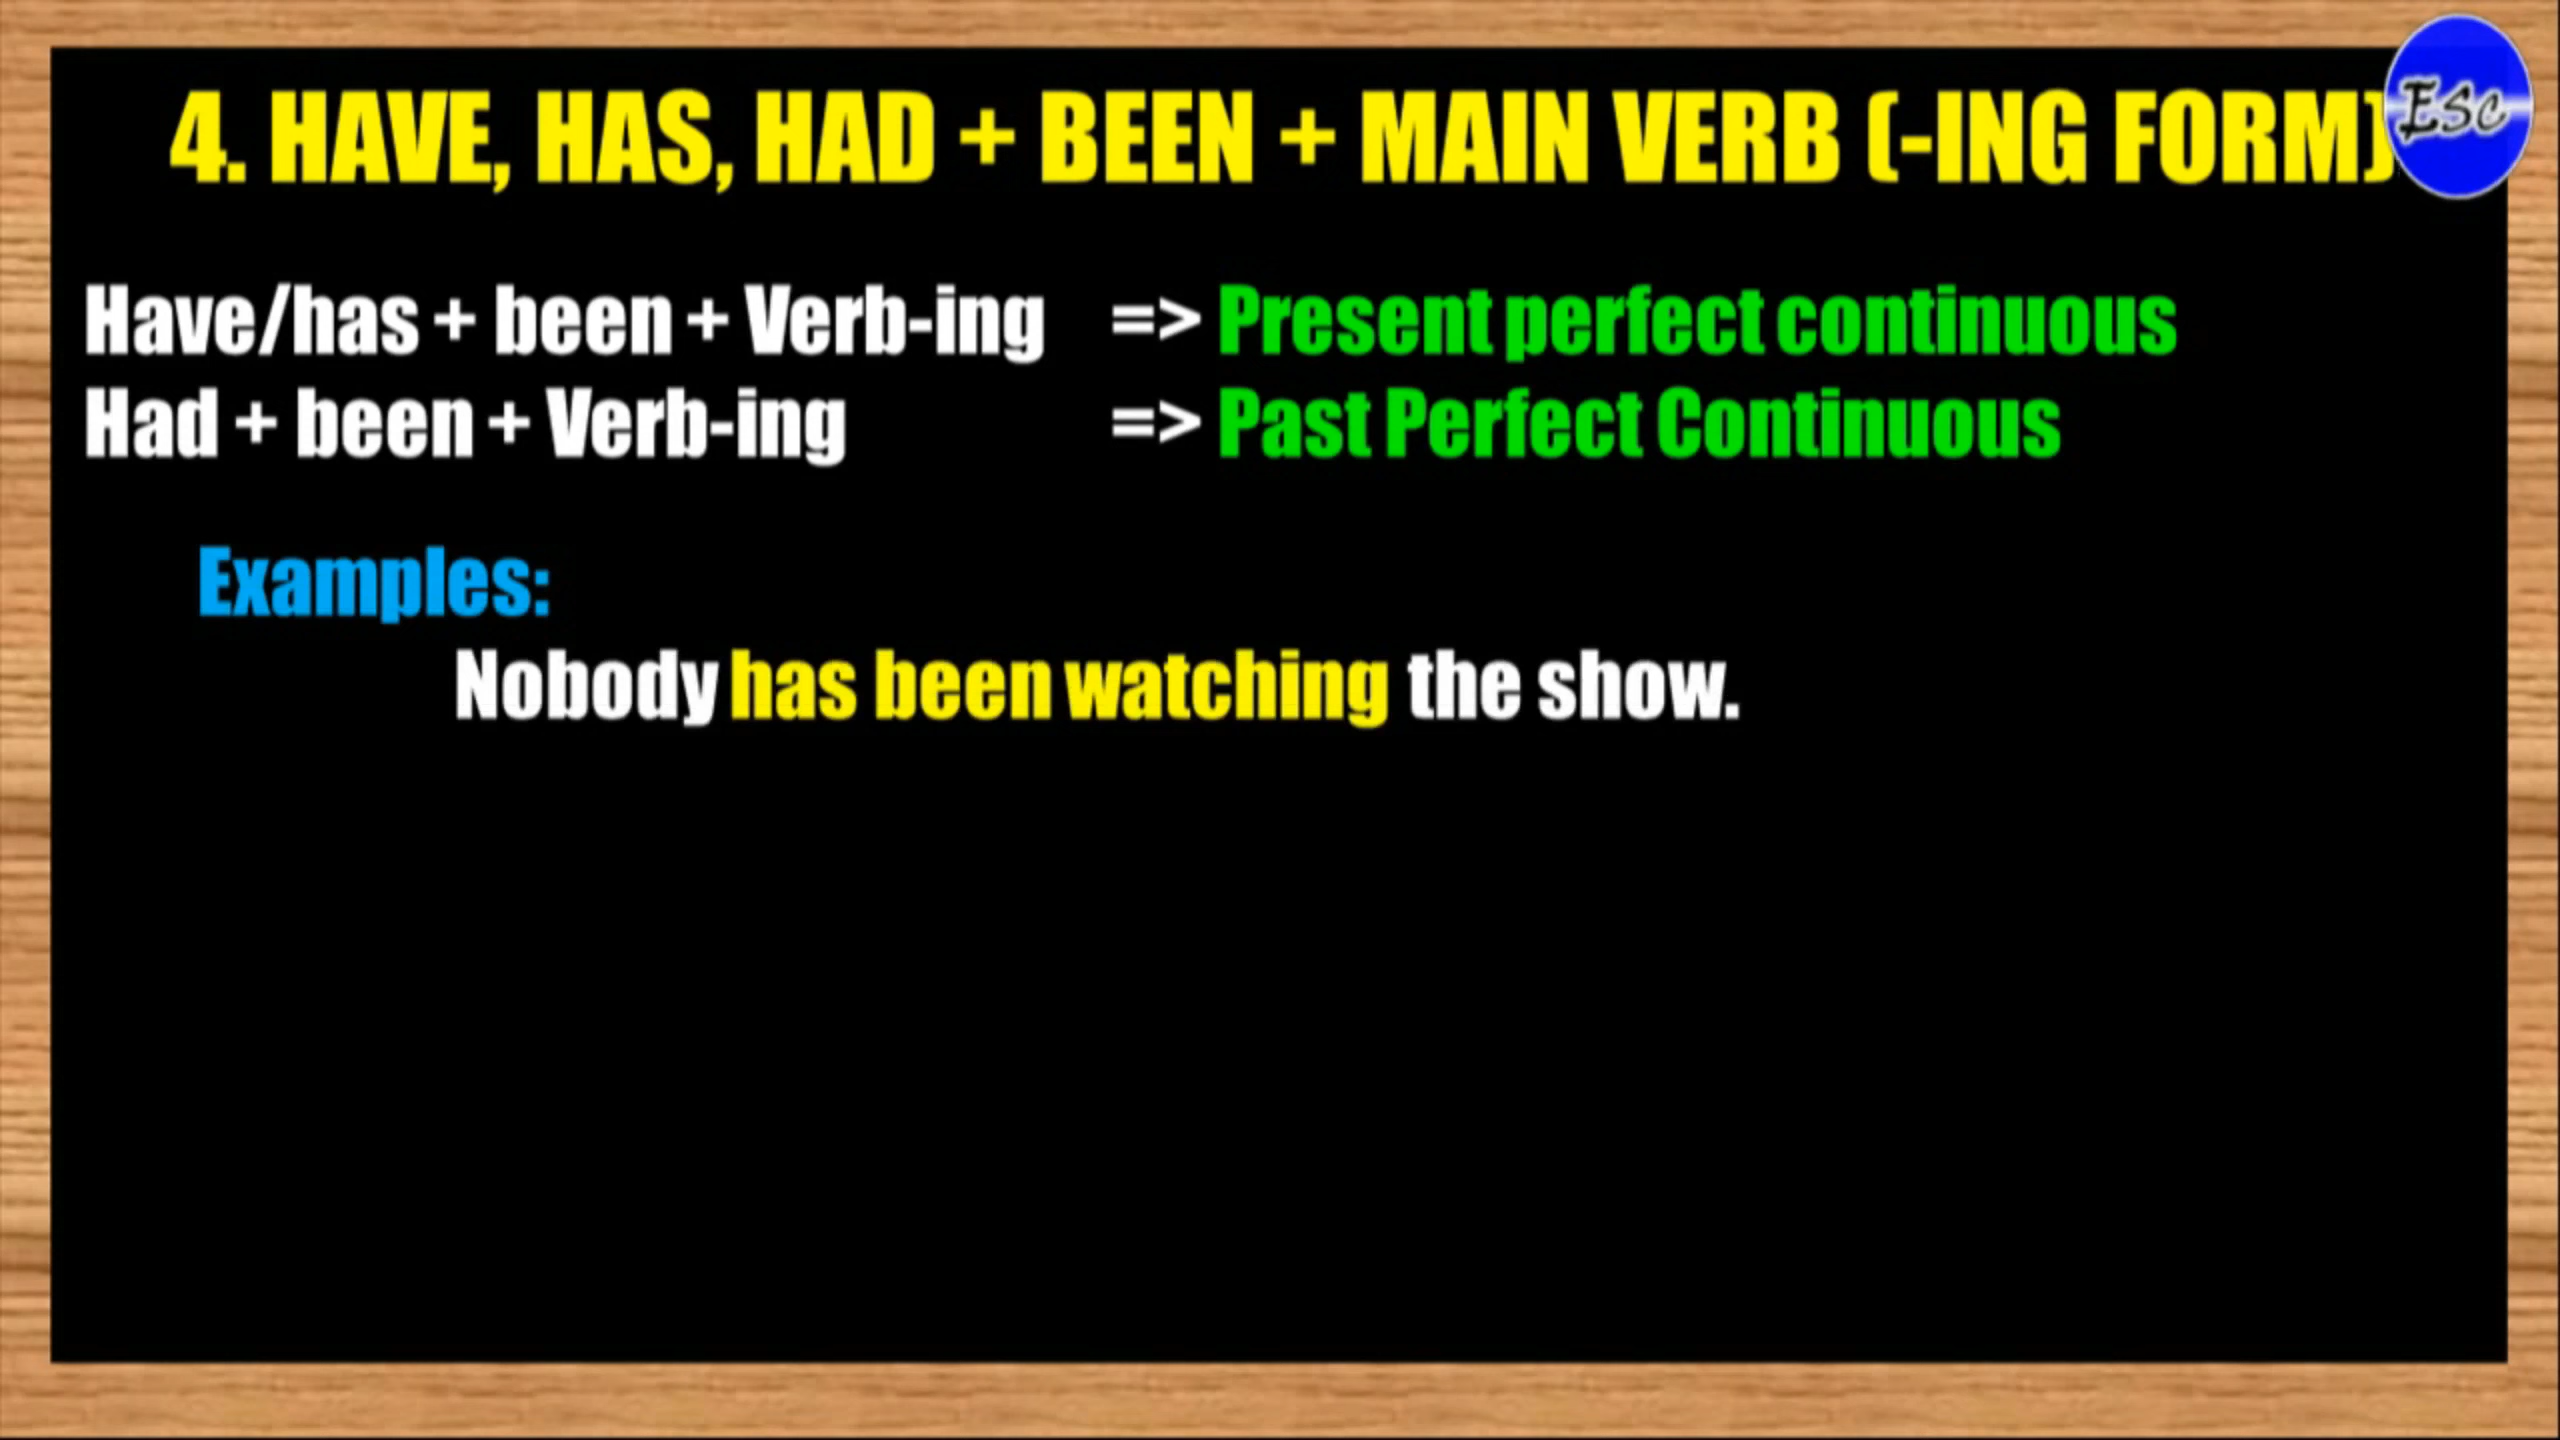 4. HAVE, HAS, HAD + BEEN + MAIN VERB (-ING FORM)
ESC
Have/has + been + Verb-ing => Present perfect continuous
Had + been + Verb-ing => Past Perfect Continuous
Examples:
Nobody has been watching the show.